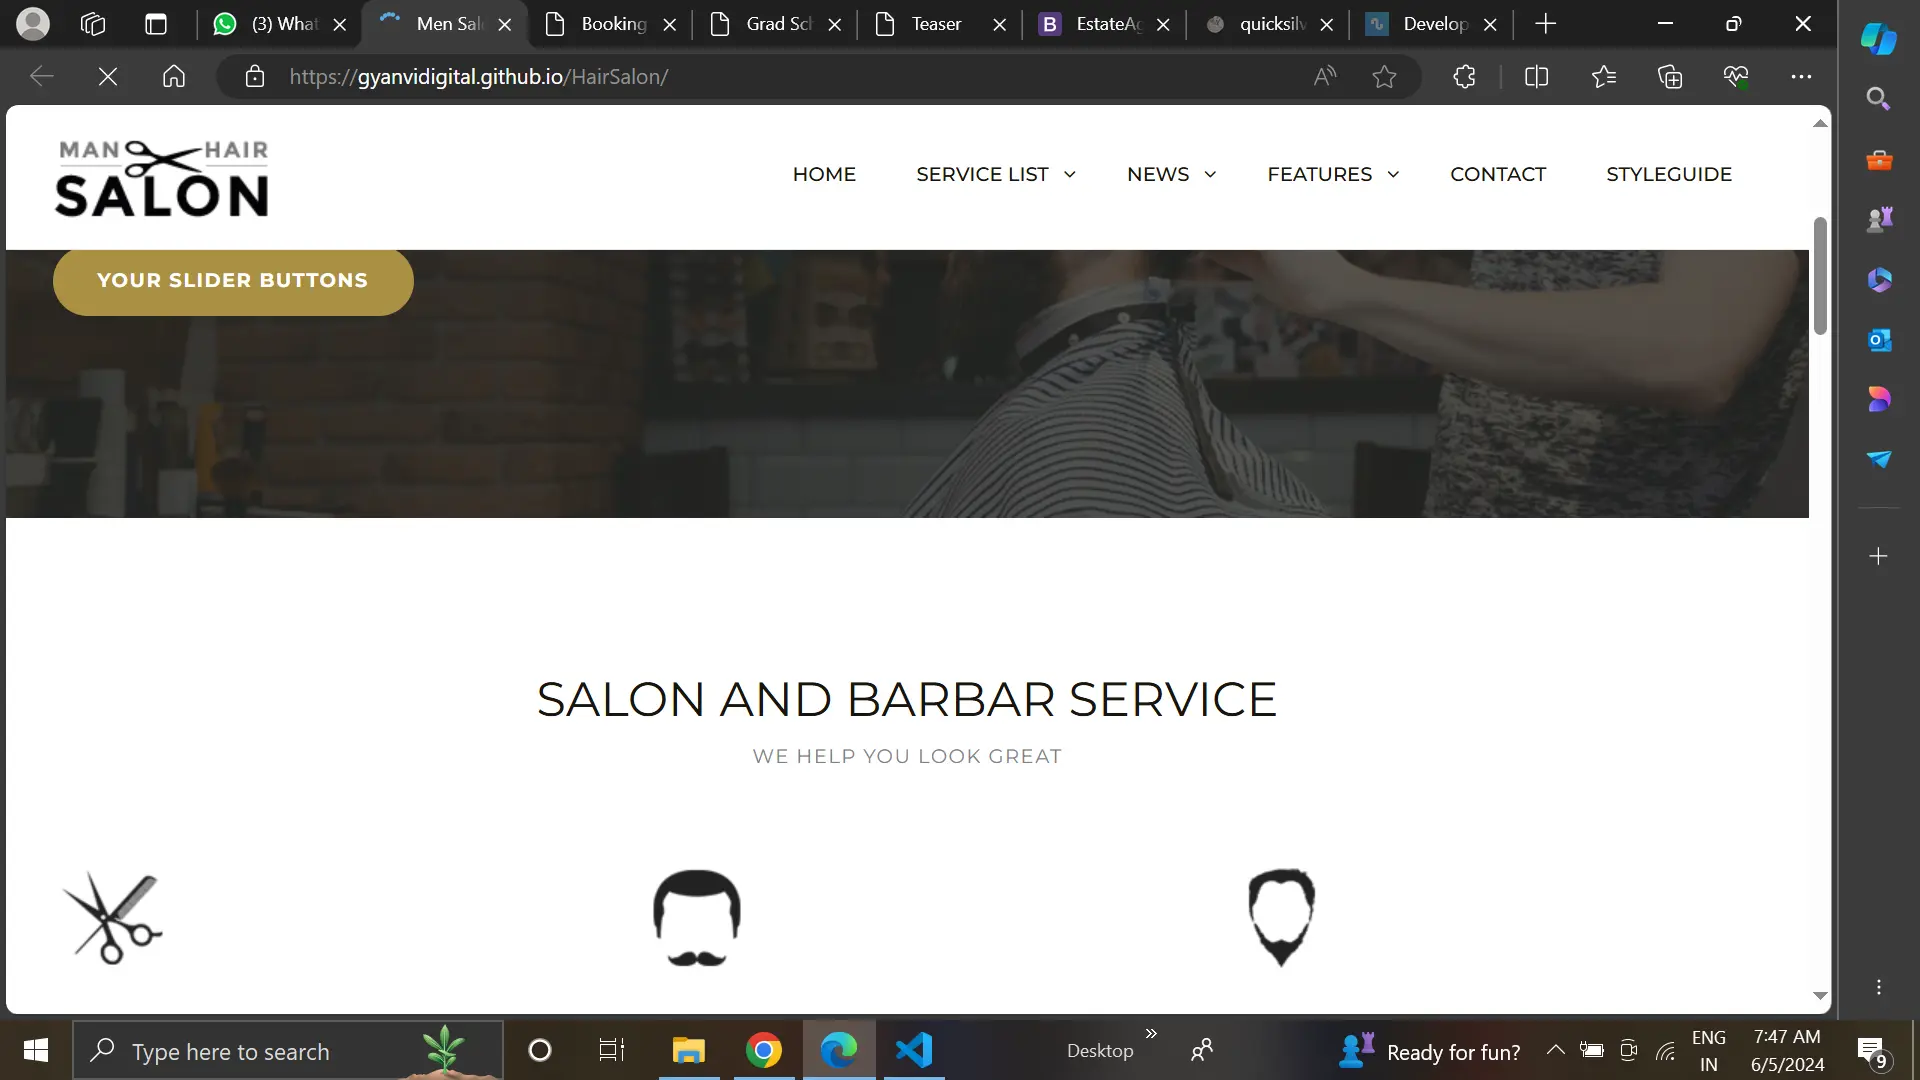 (3) What
Men Sal
Booking
Grad Sch
Teaser
EstateAg
quicksilv
Develop
https://gyanvidigital.github.io/HairSalon/
MAN HAIR
SALON
HOME
SERVICE LIST
NEWS
FEATURES
CONTACT
STYLEGUIDE
YOUR SLIDER BUTTONS
SALON AND BARBAR SERVICE
WE HELP YOU LOOK GREAT
Type here to search
Desktop
Ready for fun?
ENG
IN
7:47 AM
6/5/2024
9